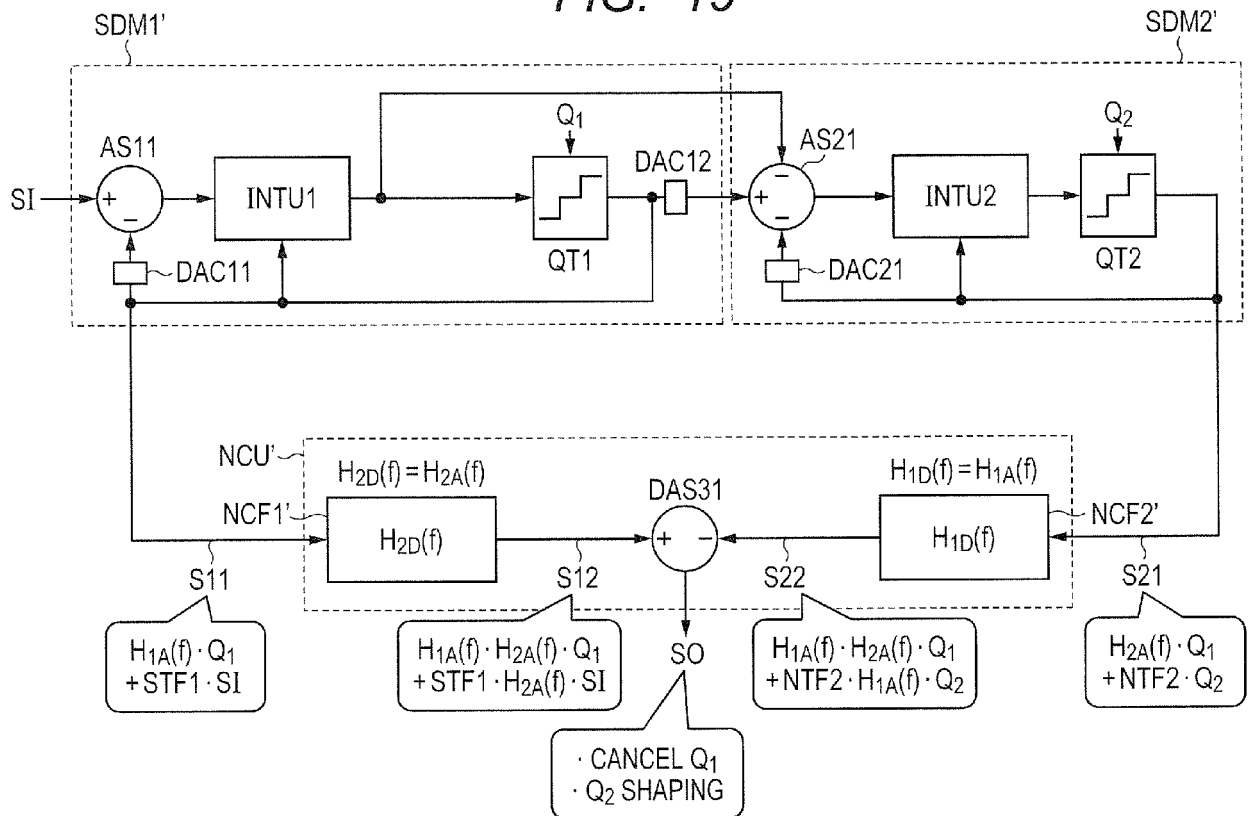 FIG. 19
SDM1'
SDM2'
Q1
Q2
AS11
DAC12
AS21
SI
+
−
INTU1
−
+
−
INTU2
QT1
QT2
DAC11
DAC21
NCU'
H2D(f)=H2A(f)
DAS31
H1D(f)=H1A(f)
NCF1'
NCF2'
H2D(f)
+
−
H1D(f)
S11
S12
S22
S21
H1A(f)·Q1
+STF1·SI
H1A(f)·H2A(f)·Q1
+STF1·H2A(f)·SI
SO
H1A(f)·H2A(f)·Q1
+NTF2·H1A(f)·Q2
H2A(f)·Q1
+NTF2·Q2
· CANCEL Q1
· Q2 SHAPING